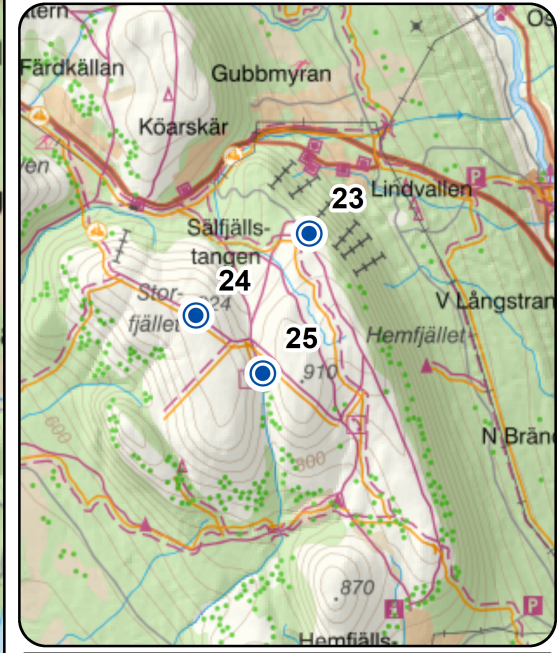 Färdkällan
Gubbmyran
Köarskär
23
Lindvallen
P
Sälfjälls-
tangen
24
Stor-
fjället
V Långstran
25
Hemfjället
910
N Brän
600
800
870
P
Hemfjälls-